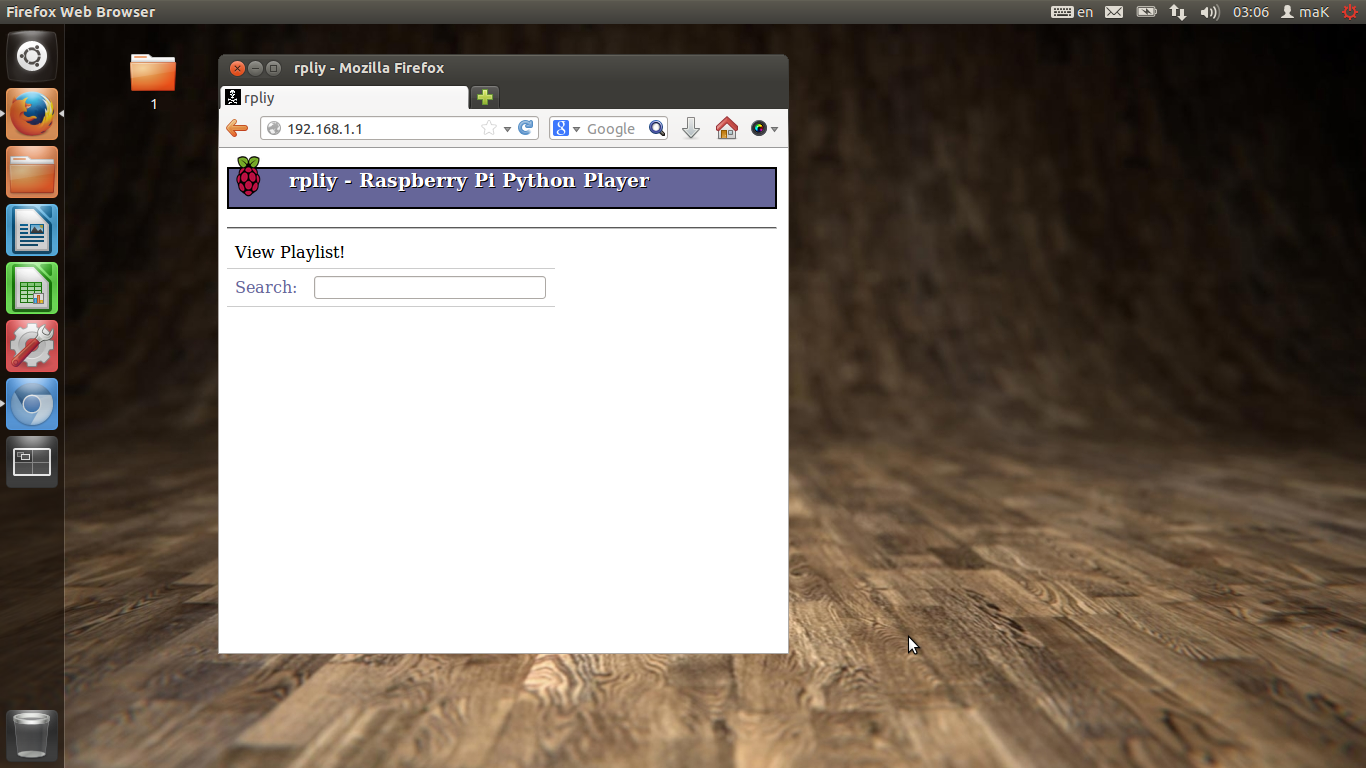 Firefox Web Browser
en
03:06
maK
1
rpliy - Mozilla Firefox
rpliy
192.168.1.1
8
Google
rpliy - Raspberry Pi Python Player
View Playlist!
Search: